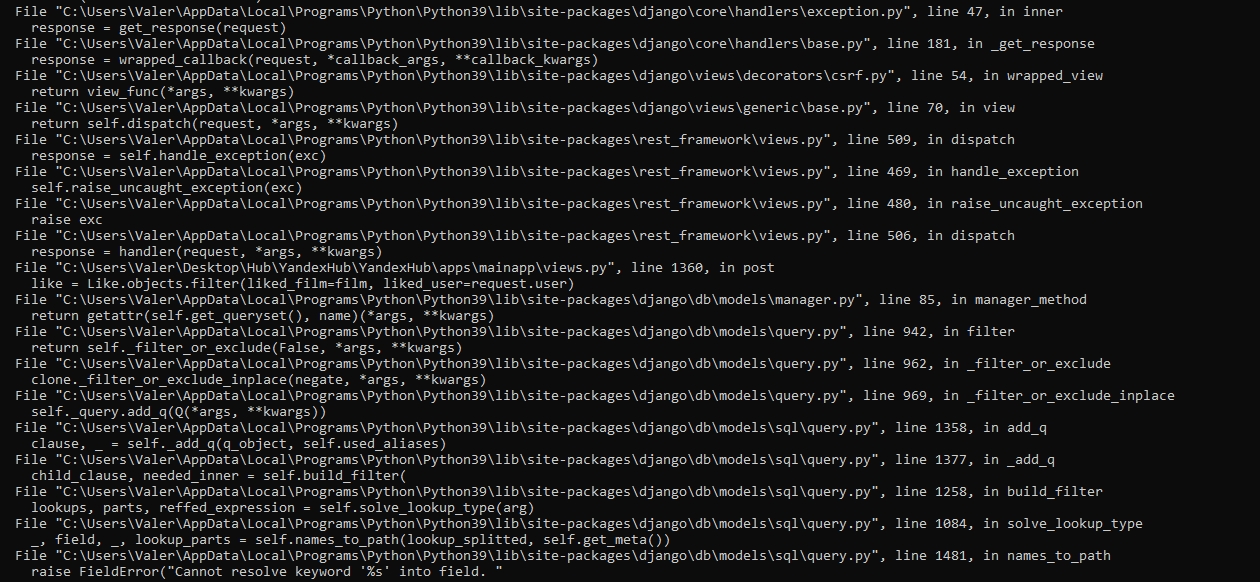 File "C:\Users\Valer\AppData\Local\Programs\Python\Python39\lib\site-packages\django\core\handlers\exception.py", line 47, in inner
response = get_response(request)
File "C:\Users\Valer\AppData\Local\Programs\Python\Python39\lib\site-packages\django\core\handlers\base.py", line 181, in _get_response
response = wrapped_callback(request, *callback_args, **callback_kwargs)
File "C:\Users\Valer\AppData\Local\Programs\Python\Python39\lib\site-packages\django\views\decorators\csrf.py", line 54, in wrapped_view
return view_func(*args, **kwargs)
File "C:\Users\Valer\AppData\Local\Programs\Python\Python39\lib\site-packages\django\views\generic\base.py", line 70, in view
return self.dispatch(request, *args, **kwargs)
File "C:\Users\Valer\AppData\Local\Programs\Python\Python39\lib\site-packages\rest_framework\views.py", line 509, in dispatch
response = self.handle_exception(exc)
File "C:\Users\Valer\AppData\Local\Programs\Python\Python39\lib\site-packages\rest_framework\views.py", line 469, in handle_exception
self.raise_uncaught_exception(exc)
File "C:\Users\Valer\AppData\Local\Programs\Python\Python39\lib\site-packages\rest_framework\views.py", line 480, in raise_uncaught_exception
raise exc
File "C:\Users\Valer\AppData\Local\Programs\Python\Python39\lib\site-packages\rest_framework\views.py", line 506, in dispatch
response = handler(request, *args, **kwargs)
File "C:\Users\Valer\Desktop\Hub\YandexHub\YandexHub\apps\mainapp\views.py", line 1360, in post
like = Like.objects.filter(liked_film=film, liked_user=request.user)
File "C:\Users\Valer\AppData\Local\Programs\Python\Python39\lib\site-packages\django\db\models\manager.py", line 85, in manager_method
return getattr(self.get_queryset(), name)(*args, **kwargs)
File "C:\Users\Valer\AppData\Local\Programs\Python\Python39\lib\site-packages\django\db\models\query.py", line 942, in filter
return self._filter_or_exclude(False, *args, **kwargs)
File "C:\Users\Valer\AppData\Local\Programs\Python\Python39\lib\site-packages\django\db\models\query.py", line 962, in _filter_or_exclude
clone._filter_or_exclude_inplace(negate, *args, **kwargs)
File "C:\Users\Valer\AppData\Local\Programs\Python\Python39\lib\site-packages\django\db\models\query.py", line 969, in _filter_or_exclude_inplace
self._query.add_q(Q(*args, **kwargs))
File "C:\Users\Valer\AppData\Local\Programs\Python\Python39\lib\site-packages\django\db\models\sql\query.py", line 1358, in add_q
clause, _ = self._add_q(q_object, self.used_aliases)
File "C:\Users\Valer\AppData\Local\Programs\Python\Python39\lib\site-packages\django\db\models\sql\query.py", line 1377, in _add_q
child_clause, needed_inner = self.build_filter(
File "C:\Users\Valer\AppData\Local\Programs\Python\Python39\lib\site-packages\django\db\models\sql\query.py", line 1258, in build_filter
lookups, parts, reffed_expression = self.solve_lookup_type(arg)
File "C:\Users\Valer\AppData\Local\Programs\Python\Python39\lib\site-packages\django\db\models\sql\query.py", line 1084, in solve_lookup_type
_, field, _, lookup_parts = self.names_to_path(lookup_splitted, self.get_meta())
File "C:\Users\Valer\AppData\Local\Programs\Python\Python39\lib\site-packages\django\db\models\sql\query.py", line 1481, in names_to_path
raise FieldError("Cannot resolve keyword '%s' into field. "